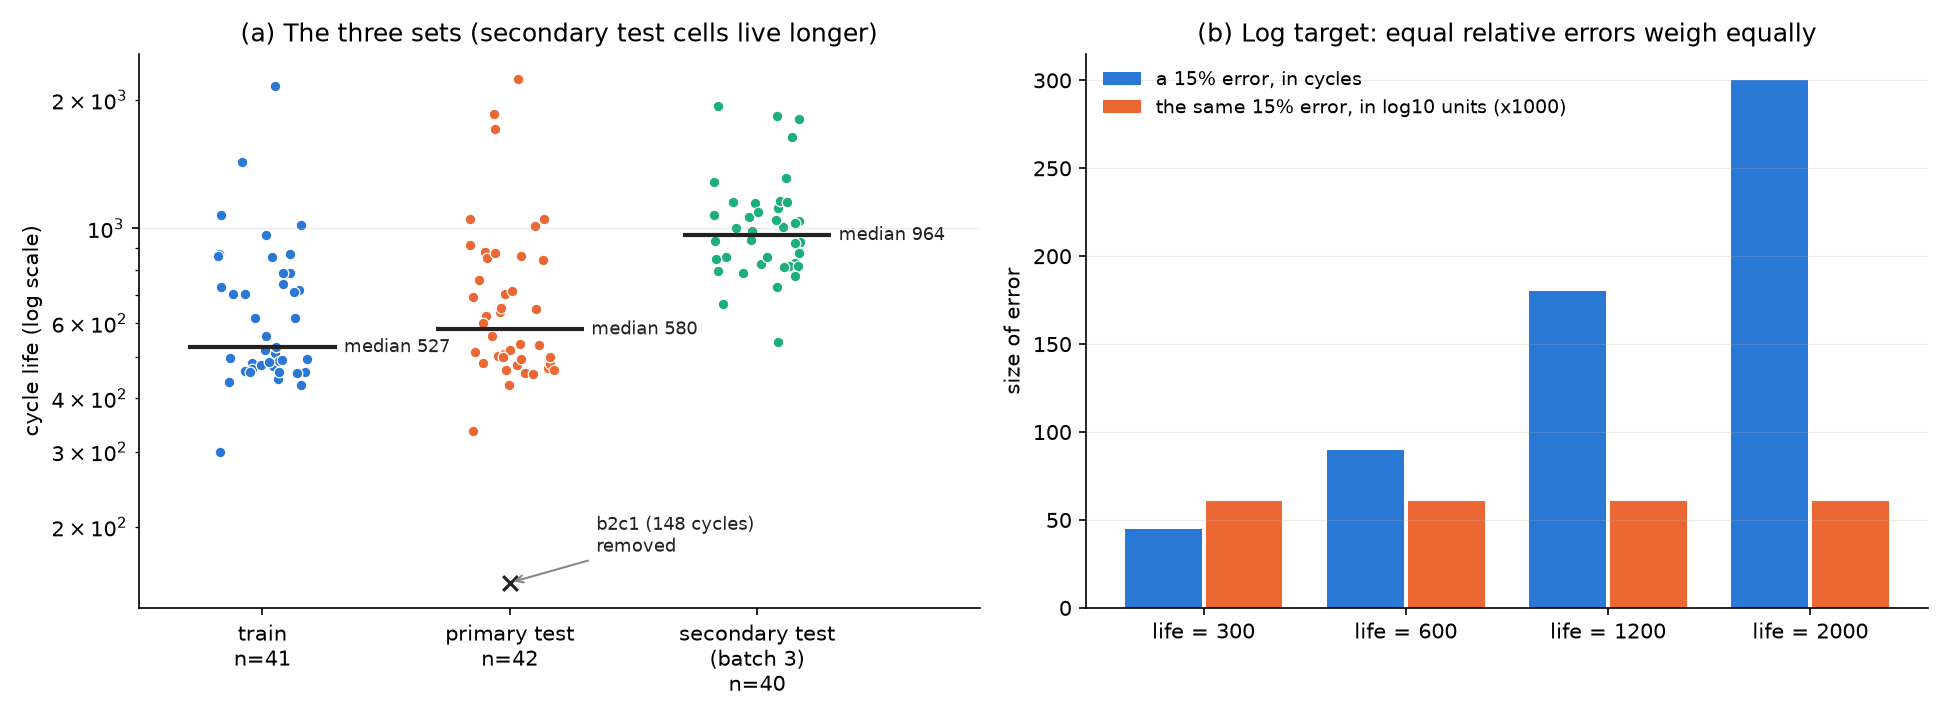 (a) The three sets (secondary test cells live longer)
cycle life (log scale)
2 × 10³
10³
6 × 10²
4 × 10²
3 × 10²
2 × 10²
median 527
median 580
median 964
b2c1 (148 cycles)
removed
train
n=41
primary test
n=42
secondary test
(batch 3)
n=40
(b) Log target: equal relative errors weigh equally
a 15% error, in cycles
the same 15% error, in log10 units (x1000)
size of error
300
250
200
150
100
50
0
life = 300
life = 600
life = 1200
life = 2000